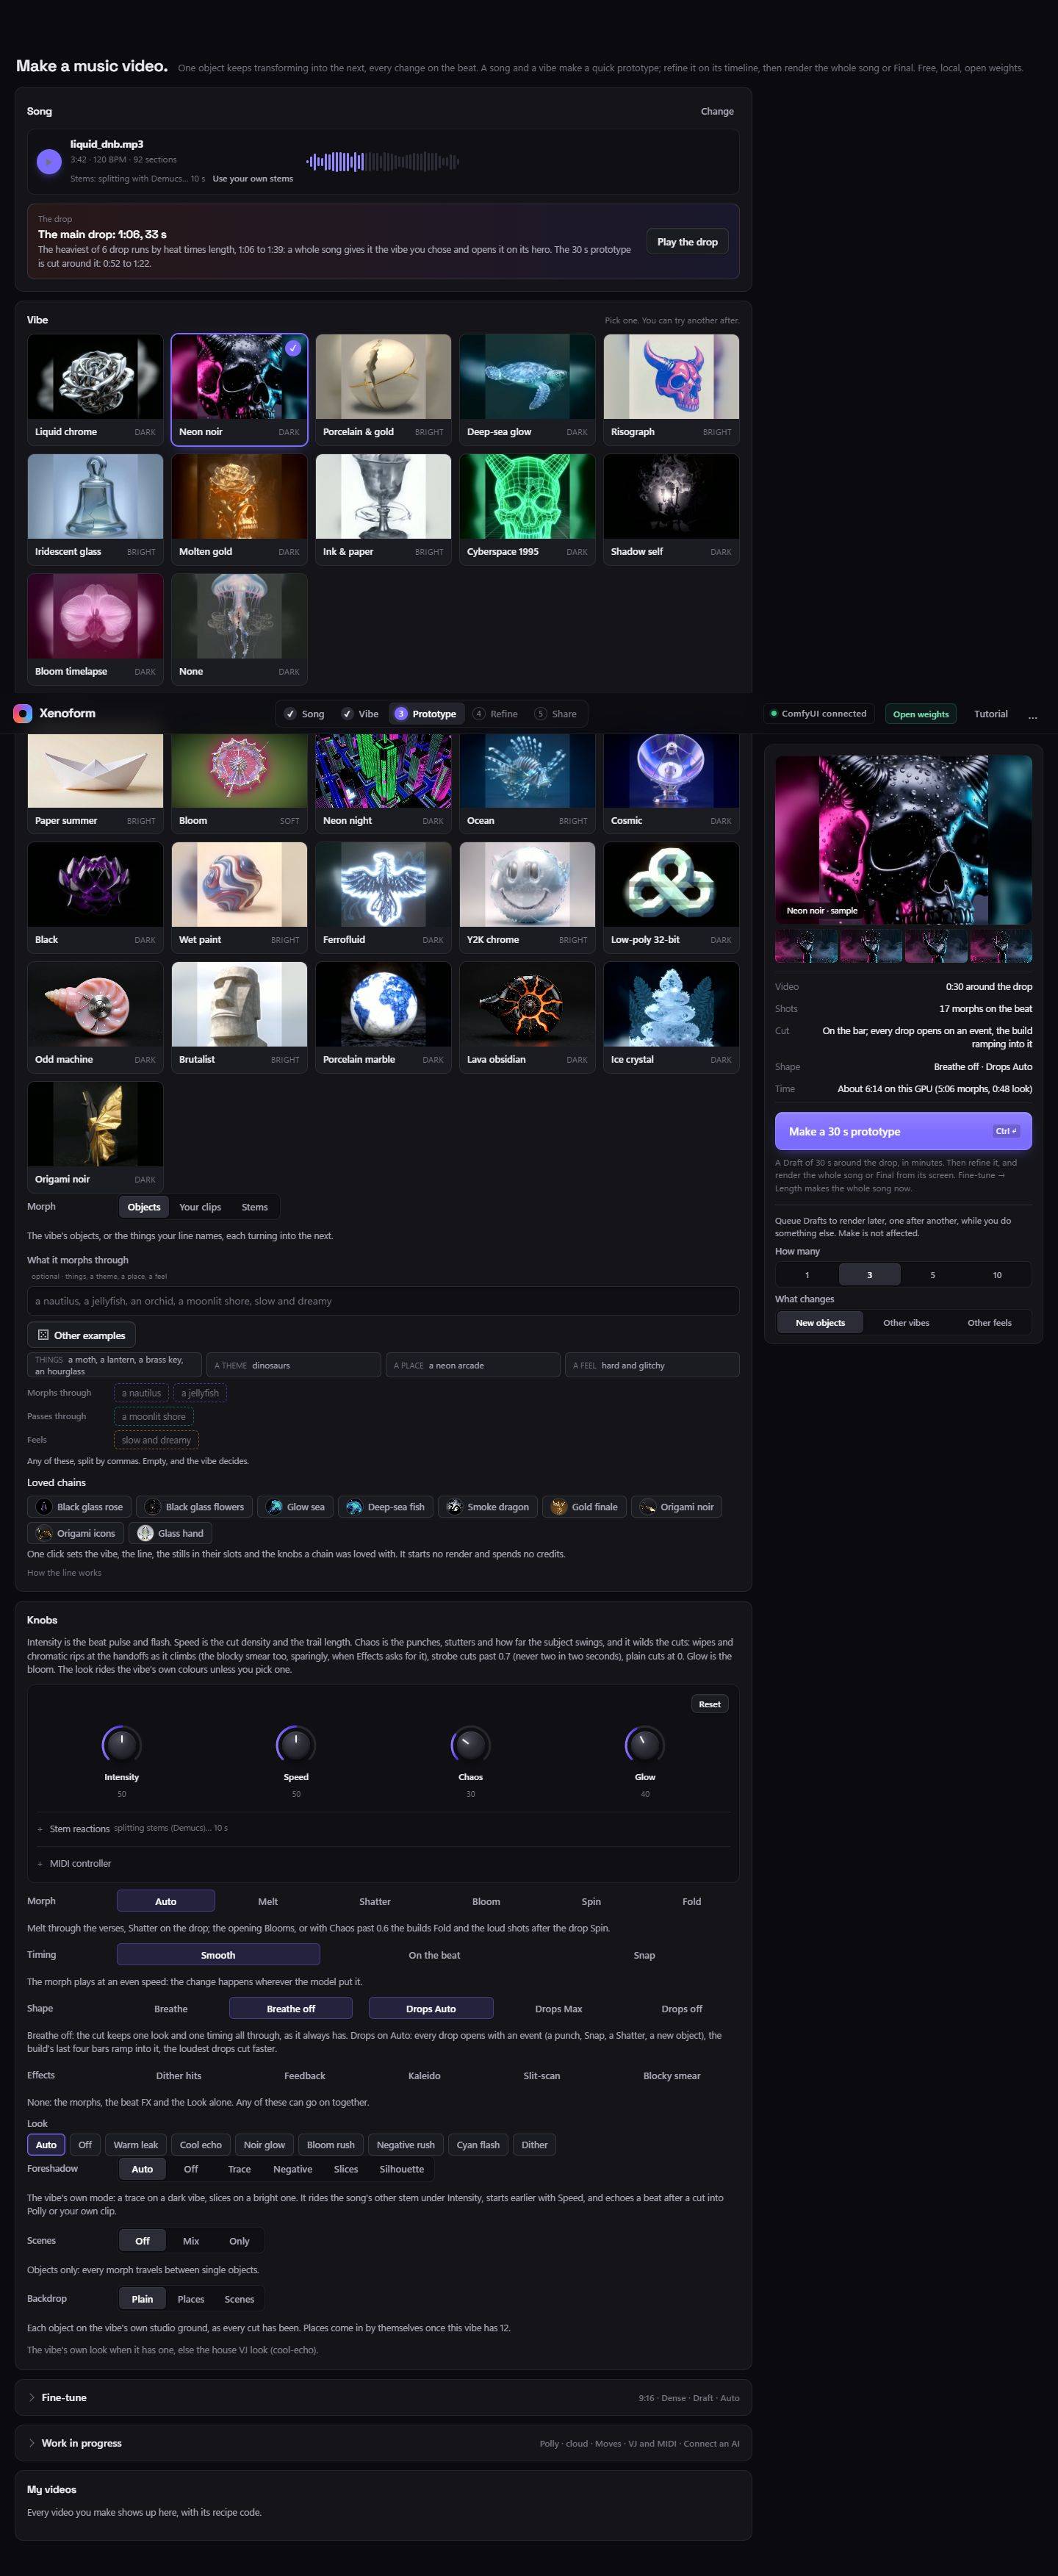 Make a music video. One object keeps transforming into the next, every change on the beat. A song and a vibe make a quick prototype; refine it on its timeline, then render the whole song or Final. Free, local, open weights.
Song
Change
liquid_dnb.mp3
3:42 · 120 BPM · 92 sections
Stems: splitting with Demucs... 10 s Use your own stems
The drop
The main drop: 1:06, 33 s
The heaviest of 6 drop runs by heat times length, 1:06 to 1:39: a whole song gives it the vibe you chose and opens it on its hero. The 30 s prototype
is cut around it: 0:52 to 1:22.
Play the drop
Vibe
Pick one. You can try another after.
Liquid chrome DARK
Neon noir DARK
Porcelain & gold BRIGHT
Deep-sea glow DARK
Risograph BRIGHT
Iridescent glass BRIGHT
Molten gold DARK
Ink & paper BRIGHT
Cyberspace 1995 DARK
Shadow self DARK
Bloom timelapse DARK
None DARK
Xenoform
Song
Vibe
3 Prototype
4 Refine
5 Share
ComfyUI connected
Open weights
Tutorial
...
Paper summer BRIGHT
Bloom SOFT
Neon night DARK
Ocean BRIGHT
Cosmic DARK
Black DARK
Wet paint BRIGHT
Ferrofluid DARK
Y2K chrome BRIGHT
Low-poly 32-bit DARK
Odd machine DARK
Brutalist BRIGHT
Porcelain marble DARK
Lava obsidian DARK
Ice crystal DARK
Origami noir DARK
Neon noir · sample
Video 0:30 around the drop
Shots 17 morphs on the beat
Cut On the bar; every drop opens on an event, the build
ramping into it
Shape Breathe off · Drops Auto
Time About 6:14 on this GPU (5:06 morphs, 0:48 look)
Make a 30 s prototype Ctrl ↵
A Draft of 30 s around the drop, in minutes. Then refine it, and
render the whole song or Final from its screen. Fine-tune →
Length makes the whole song now.
Queue Drafts to render later, one after another, while you do
something else. Make is not affected.
How many
1 3 5 10
What changes
New objects Other vibes Other feels
Morph Objects Your clips Stems
The vibe's objects, or the things your line names, each turning into the next.
What it morphs through
optional · things, a theme, a place, a feel
a nautilus, a jellyfish, an orchid, a moonlit shore, slow and dreamy
Other examples
THINGS a moth, a lantern, a brass key,
an hourglass
A THEME dinosaurs
A PLACE a neon arcade
A FEEL hard and glitchy
Morphs through a nautilus a jellyfish
Passes through a moonlit shore
Feels slow and dreamy
Any of these, split by commas. Empty, and the vibe decides.
Loved chains
Black glass rose Black glass flowers Glow sea Deep-sea fish Smoke dragon Gold finale Origami noir
Origami icons Glass hand
One click sets the vibe, the line, the stills in their slots and the knobs a chain was loved with. It starts no render and spends no credits.
How the line works
Knobs
Intensity is the beat pulse and flash. Speed is the cut density and the trail length. Chaos is the punches, stutters and how far the subject swings, and it wilds the cuts: wipes and
chromatic rips at the handoffs as it climbs (the blocky smear too, sparingly, when Effects asks for it), strobe cuts past 0.7 (never two in two seconds), plain cuts at 0. Glow is the
bloom. The look rides the vibe's own colours unless you pick one.
Reset
Intensity Speed Chaos Glow
50 50 30 40
+ Stem reactions splitting stems (Demucs)... 10 s
+ MIDI controller
Morph Auto Melt Shatter Bloom Spin Fold
Melt through the verses, Shatter on the drop; the opening Blooms, or with Chaos past 0.6 the builds Fold and the loud shots after the drop Spin.
Timing Smooth On the beat Snap
The morph plays at an even speed: the change happens wherever the model put it.
Shape Breathe Breathe off Drops Auto Drops Max Drops off
Breathe off: the cut keeps one look and one timing all through, as it always has. Drops on Auto: every drop opens with an event (a punch, Snap, a Shatter, a new object), the
build's last four bars ramp into it, the loudest drops cut faster.
Effects Dither hits Feedback Kaleido Slit-scan Blocky smear
None: the morphs, the beat FX and the Look alone. Any of these can go on together.
Look
Auto Off Warm leak Cool echo Noir glow Bloom rush Negative rush Cyan flash Dither
Foreshadow Auto Off Trace Negative Slices Silhouette
The vibe's own mode: a trace on a dark vibe, slices on a bright one. It rides the song's other stem under Intensity, starts earlier with Speed, and echoes a beat after a cut into
Polly or your own clip.
Scenes Off Mix Only
Objects only: every morph travels between single objects.
Backdrop Plain Places Scenes
Each object on the vibe's own studio ground, as every cut has been. Places come in by themselves once this vibe has 12.
The vibe's own look when it has one, else the house VJ look (cool-echo).
Fine-tune
9:16 · Dense · Draft · Auto
Work in progress
Polly · cloud · Moves · VJ and MIDI · Connect an AI
My videos
Every video you make shows up here, with its recipe code.